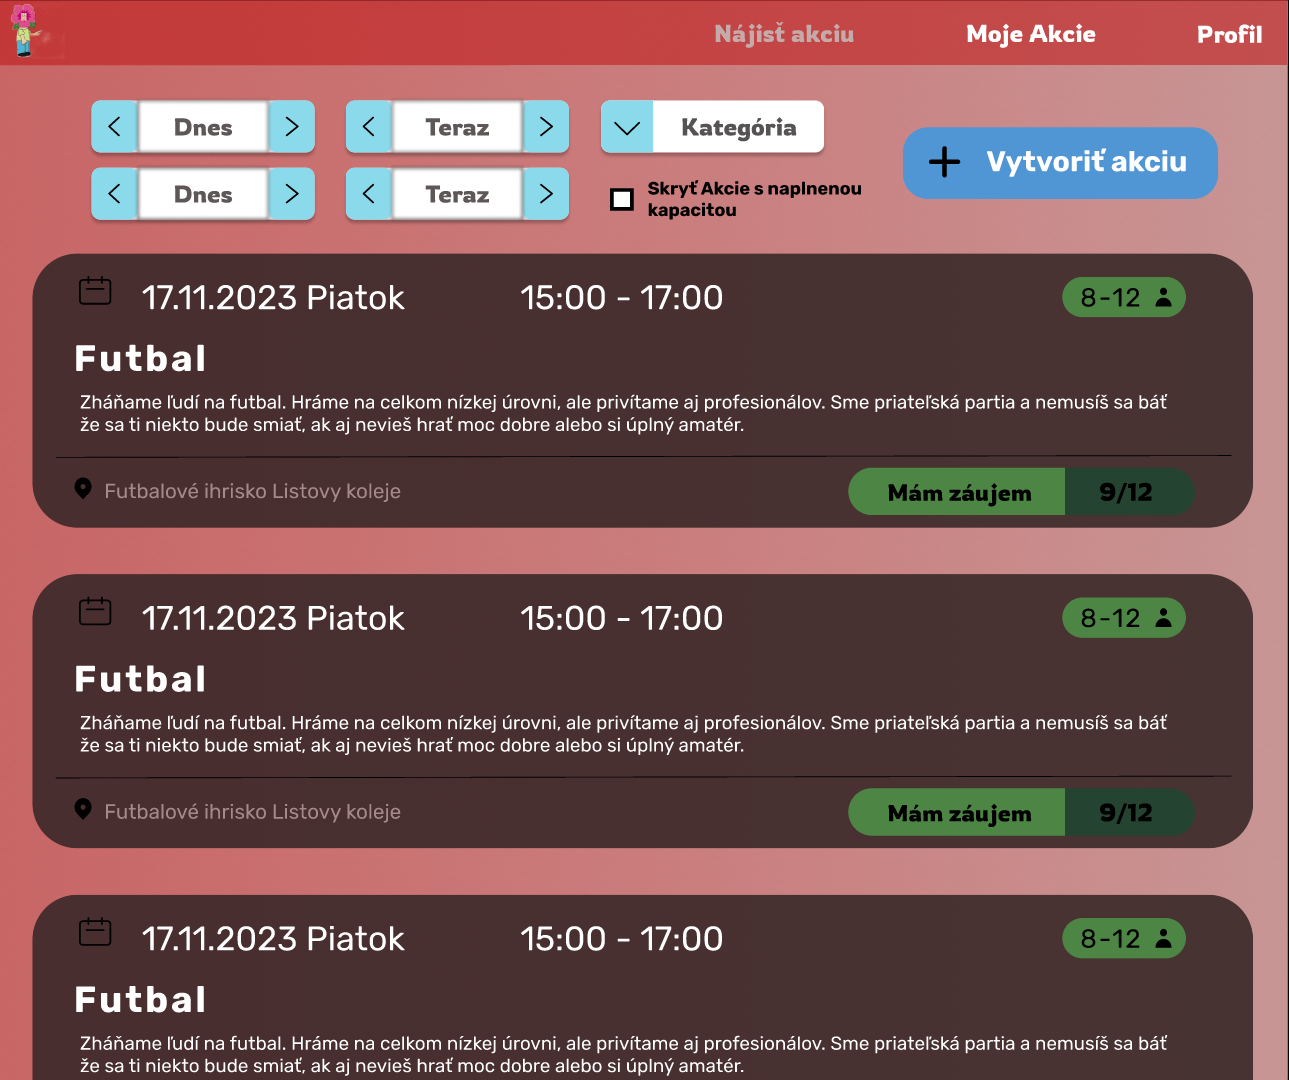 Nájisť akciu Moje Akcie Profil
Dnes Teraz Kategória
Vytvoriť akciu
Dnes Teraz
Skryť Akcie s naplnenou
kapacitou
17.11.2023 Piatok 15:00 - 17:00 8-12
Futbal
Zháňame ľudí na futbal. Hráme na celkom nízkej úrovni, ale privítame aj profesionálov. Sme priateľská partia a nemusíš sa báť
že sa ti niekto bude smiať, ak aj nevieš hrať moc dobre alebo si úplný amatér.
Futbalové ihrisko Listovy koleje Mám záujem 9/12
17.11.2023 Piatok 15:00 - 17:00 8-12
Futbal
Zháňame ľudí na futbal. Hráme na celkom nízkej úrovni, ale privítame aj profesionálov. Sme priateľská partia a nemusíš sa báť
že sa ti niekto bude smiať, ak aj nevieš hrať moc dobre alebo si úplný amatér.
Futbalové ihrisko Listovy koleje Mám záujem 9/12
17.11.2023 Piatok 15:00 - 17:00 8-12
Futbal
Zháňame ľudí na futbal. Hráme na celkom nízkej úrovni, ale privítame aj profesionálov. Sme priateľská partia a nemusíš sa báť
že sa ti niekto bude smiať, ak aj nevieš hrať moc dobre alebo si úplný amatér.